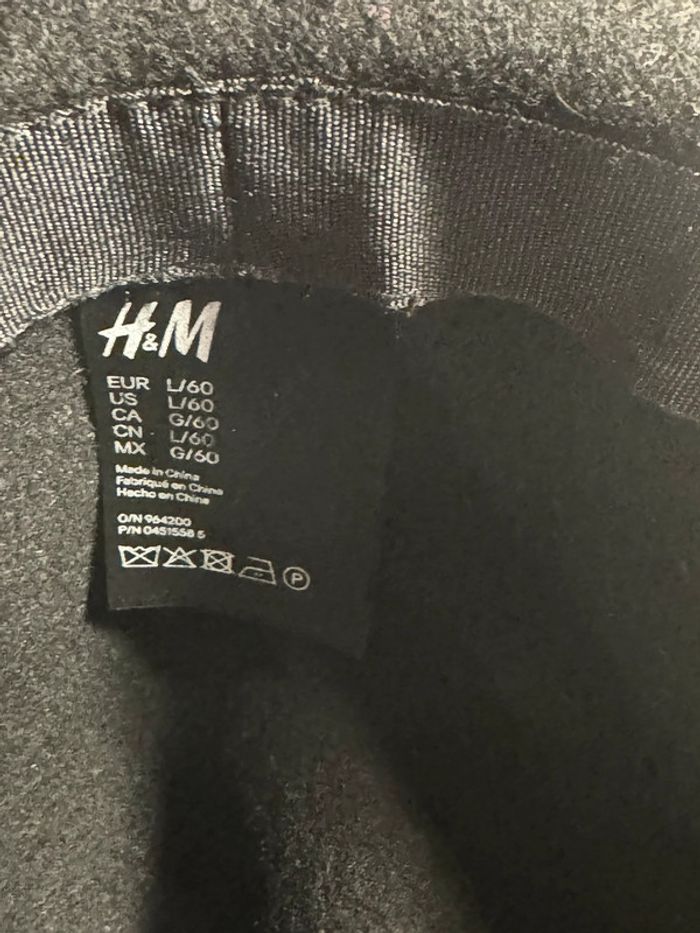 H&M
EUR L/60
US L/60
CA G/60
CN L/60
MX G/60
Made in China
Fabriqué en Chine
Hecho en China
O/N 964200
P/N 0451558 5
P